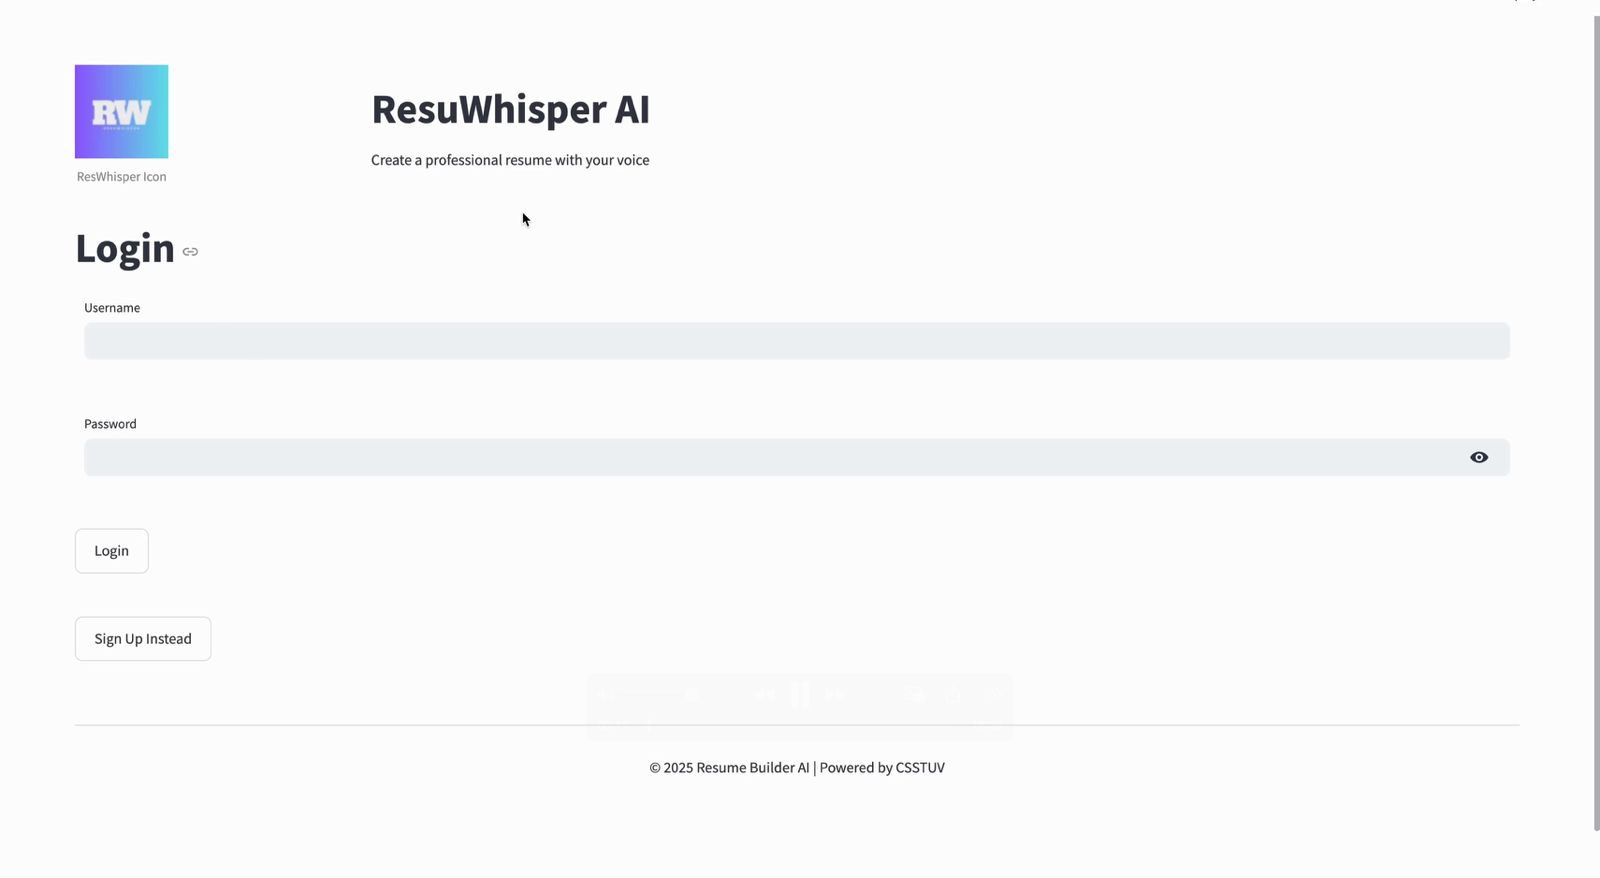 RW
ResWhisper Icon
ResuWhisper AI
Create a professional resume with your voice
Login
Username
Password
Login
Sign Up Instead
© 2025 Resume Builder AI | Powered by CSSTUV